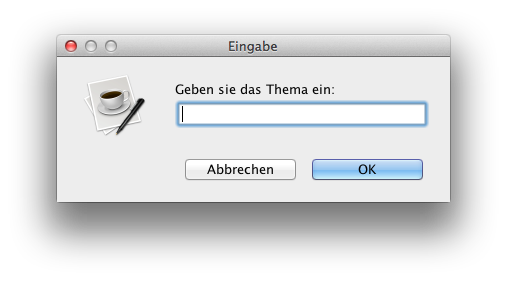 Eingabe
Geben sie das Thema ein:
Abbrechen
OK